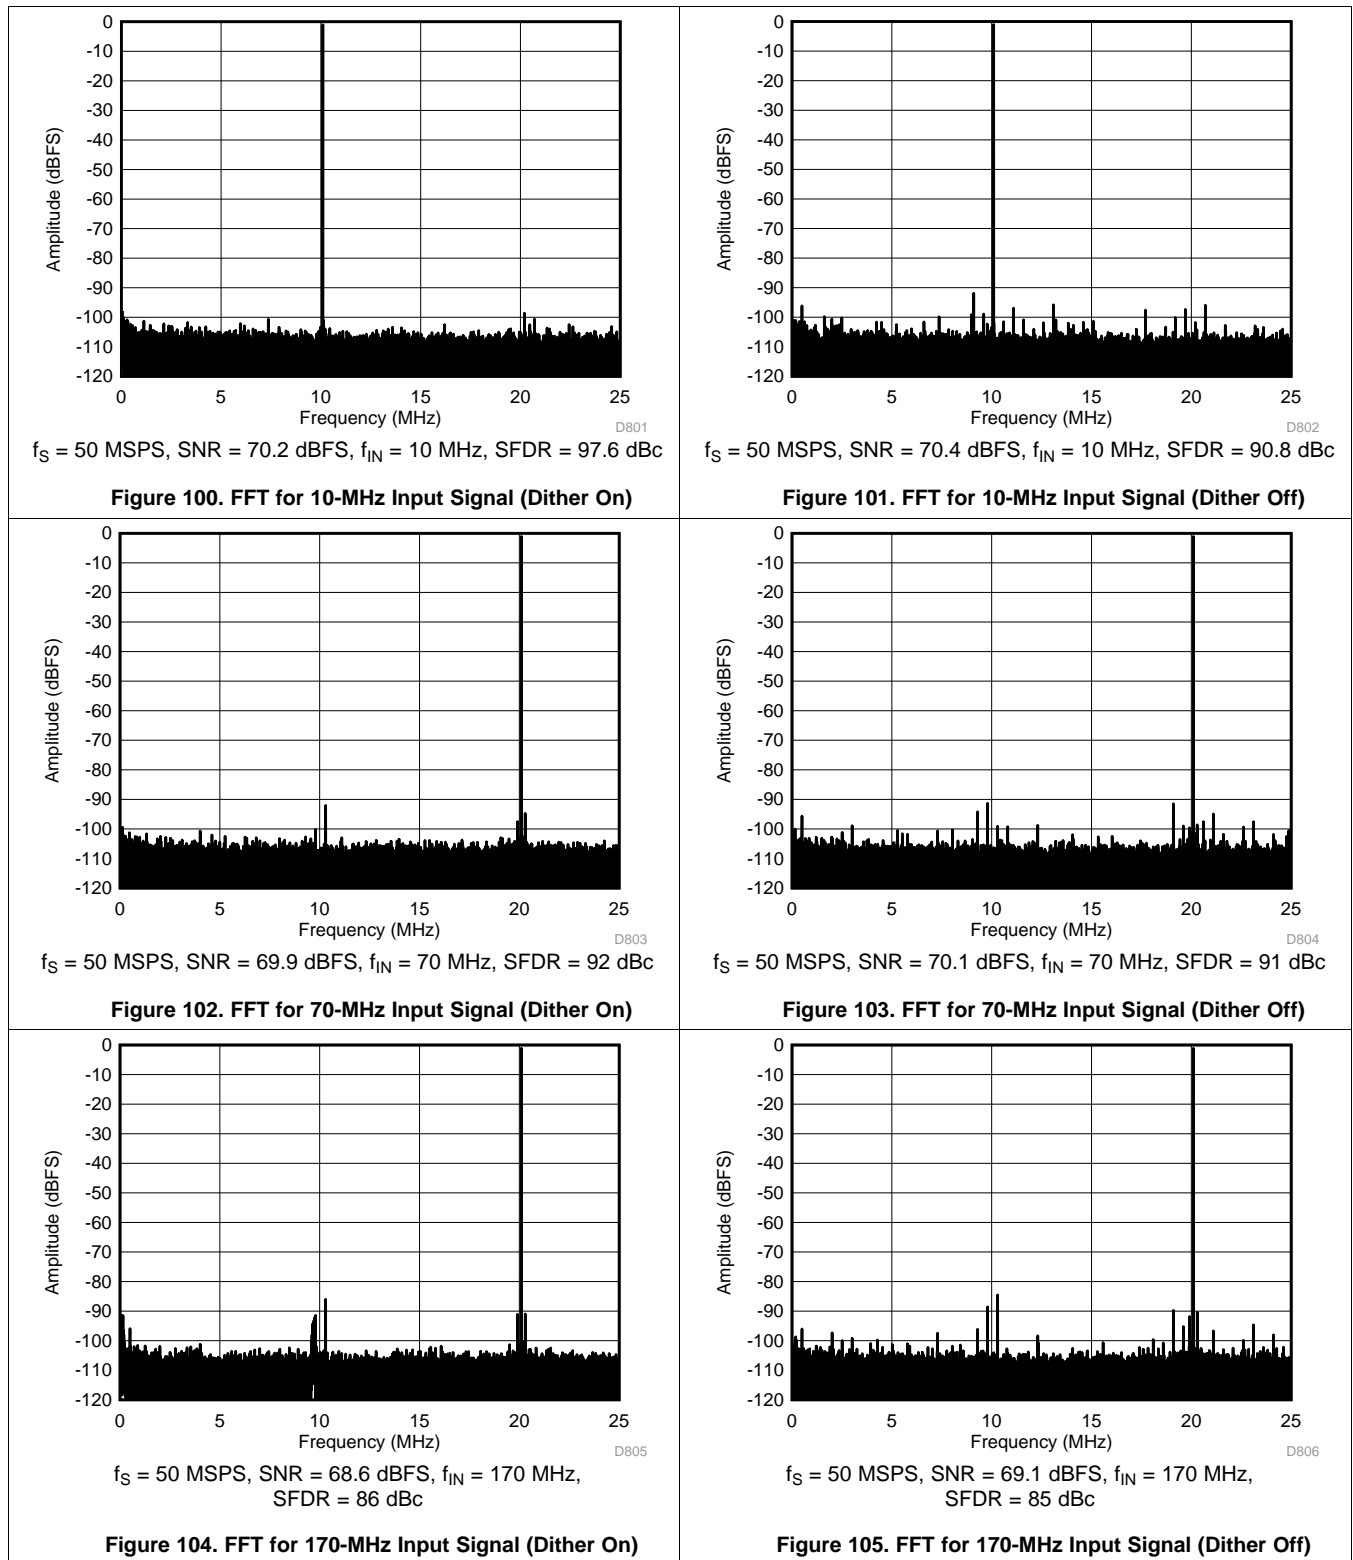 0
-10
-20
-30
-40
-50
-60
-70
-80
-90
-100
-110
-120
Amplitude (dBFS)
0 5 10 15 20 25
Frequency (MHz)
D801
fS = 50 MSPS, SNR = 70.2 dBFS, fIN = 10 MHz, SFDR = 97.6 dBc
Figure 100. FFT for 10-MHz Input Signal (Dither On)
0
-10
-20
-30
-40
-50
-60
-70
-80
-90
-100
-110
-120
Amplitude (dBFS)
0 5 10 15 20 25
Frequency (MHz)
D802
fS = 50 MSPS, SNR = 70.4 dBFS, fIN = 10 MHz, SFDR = 90.8 dBc
Figure 101. FFT for 10-MHz Input Signal (Dither Off)
0
-10
-20
-30
-40
-50
-60
-70
-80
-90
-100
-110
-120
Amplitude (dBFS)
0 5 10 15 20 25
Frequency (MHz)
D803
fS = 50 MSPS, SNR = 69.9 dBFS, fIN = 70 MHz, SFDR = 92 dBc
Figure 102. FFT for 70-MHz Input Signal (Dither On)
0
-10
-20
-30
-40
-50
-60
-70
-80
-90
-100
-110
-120
Amplitude (dBFS)
0 5 10 15 20 25
Frequency (MHz)
D804
fS = 50 MSPS, SNR = 70.1 dBFS, fIN = 70 MHz, SFDR = 91 dBc
Figure 103. FFT for 70-MHz Input Signal (Dither Off)
0
-10
-20
-30
-40
-50
-60
-70
-80
-90
-100
-110
-120
Amplitude (dBFS)
0 5 10 15 20 25
Frequency (MHz)
D805
fS = 50 MSPS, SNR = 68.6 dBFS, fIN = 170 MHz,
SFDR = 86 dBc
Figure 104. FFT for 170-MHz Input Signal (Dither On)
0
-10
-20
-30
-40
-50
-60
-70
-80
-90
-100
-110
-120
Amplitude (dBFS)
0 5 10 15 20 25
Frequency (MHz)
D806
fS = 50 MSPS, SNR = 69.1 dBFS, fIN = 170 MHz,
SFDR = 85 dBc
Figure 105. FFT for 170-MHz Input Signal (Dither Off)